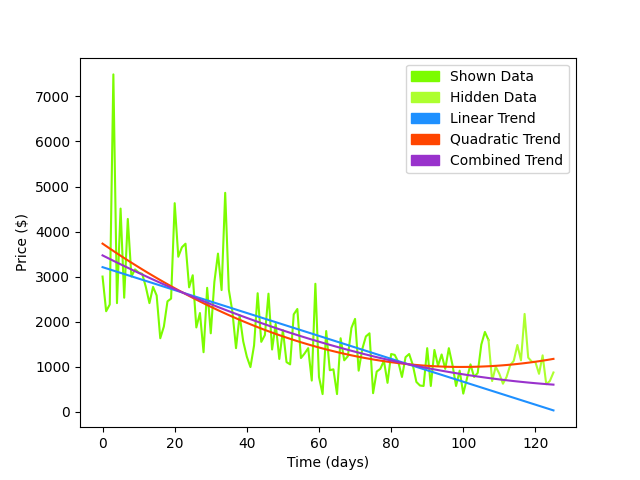 Shown Data
Hidden Data
Linear Trend
Quadratic Trend
Combined Trend
Price ($)
7000
6000
5000
4000
3000
2000
1000
0
0 20 40 60 80 100 120
Time (days)